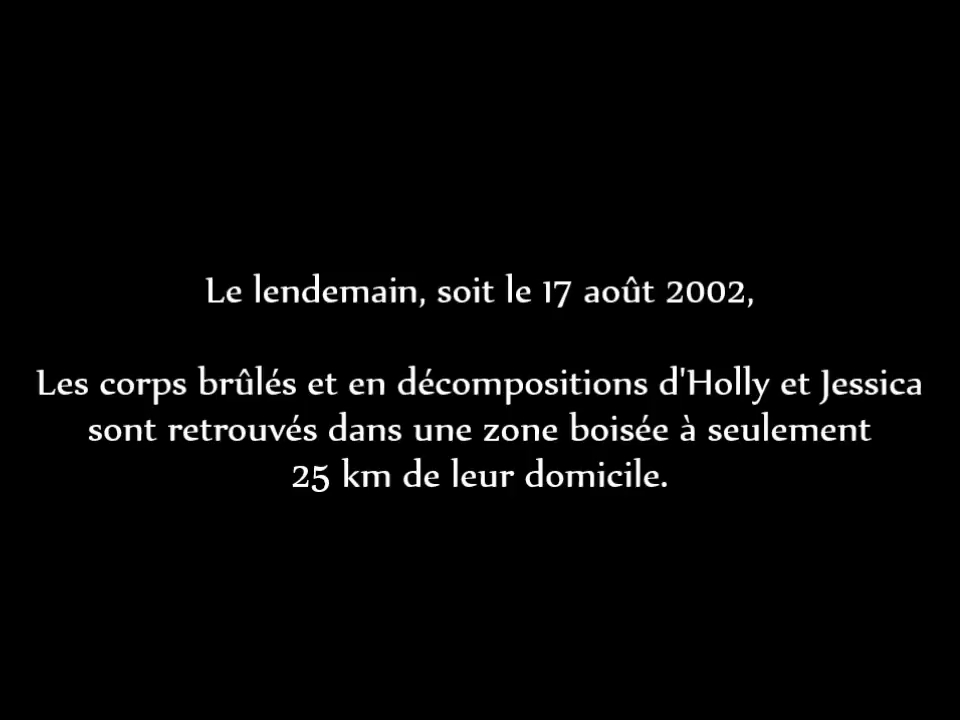 Le lendemain, soit le 17 août 2002,
Les corps brûlés et en décompositions d'Holly et Jessica
sont retrouvés dans une zone boisée à seulement
25 km de leur domicile.